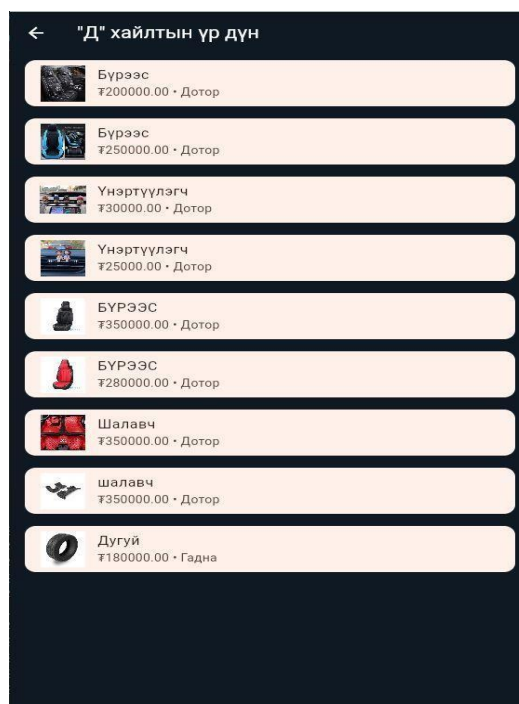 "Д" хайлтын үр дүн
Бүрээс
₮200000.00 • Дотор
Бүрээс
₮250000.00 • Дотор
Үнэртүүлэгч
₮30000.00 • Дотор
Үнэртүүлэгч
₮25000.00 • Дотор
БҮРЭЭС
₮350000.00 • Дотор
БҮРЭЭС
₮280000.00 • Дотор
Шалавч
₮350000.00 • Дотор
шалавч
₮350000.00 • Дотор
Дугуй
₮180000.00 • Гадна